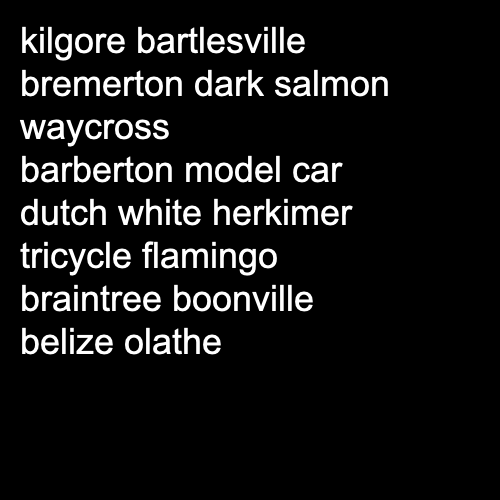 kilgore bartlesville
bremerton dark salmon
waycross
barberton model car
dutch white herkimer
tricycle flamingo
braintree boonville
belize olathe